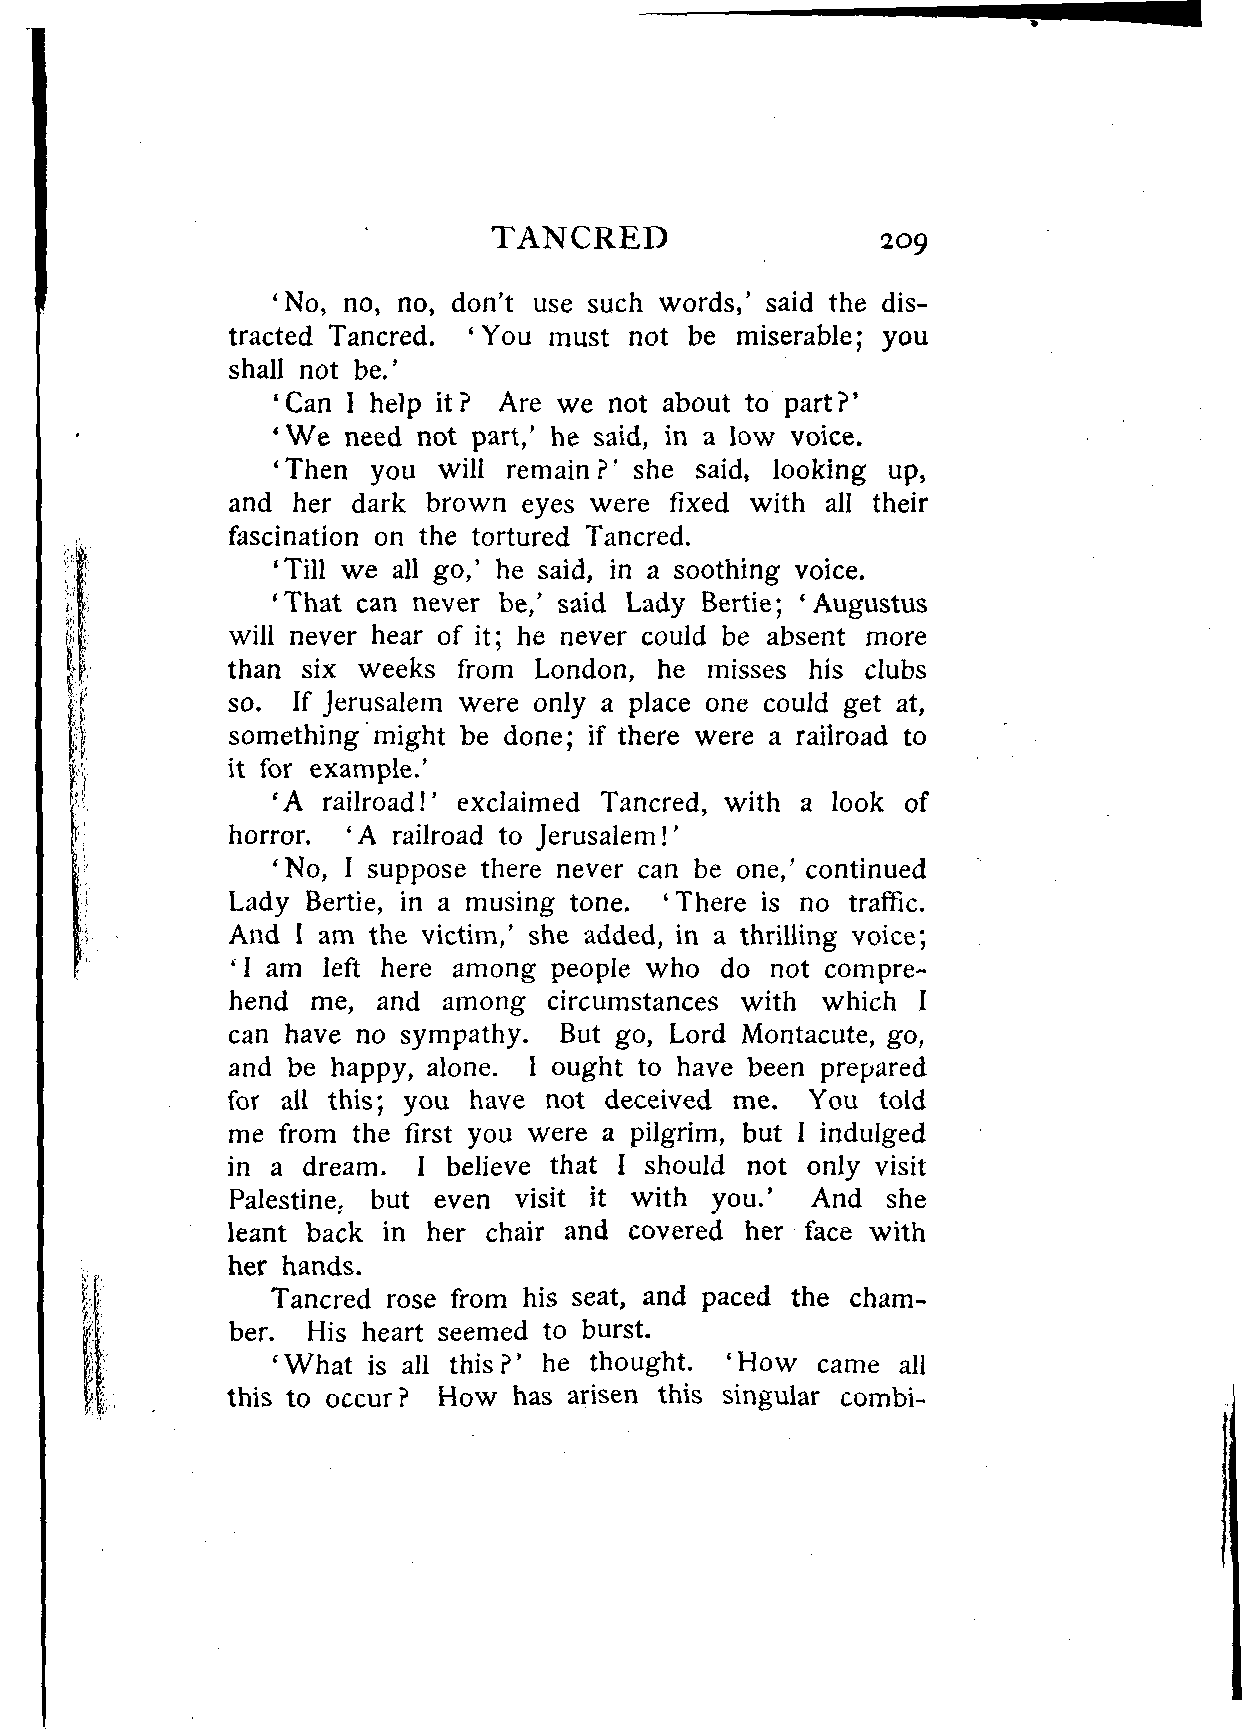 TANCRED 209
‘No, no, no, don't use such words,’ said the dis-
tracted Tancred. ‘You must not be miserable; you
shall not be.’
‘Can I help it? Are we not about to part?’
‘We need not part,’ he said, in a low voice.
‘Then you will remain?’ she said, looking up,
and her dark brown eyes were fixed with all their
fascination on the tortured Tancred.
‘Till we all go,’ he said, in a soothing voice.
‘That can never be,’ said Lady Bertie; ‘Augustus
will never hear of it; he never could be absent more
than six weeks from London, he misses his clubs
so. If Jerusalem were only a place one could get at,
something might be done; if there were a railroad to
it for example.’
‘A railroad!’ exclaimed Tancred, with a look of
horror. ‘A railroad to Jerusalem!’
‘No, I suppose there never can be one,’ continued
Lady Bertie, in a musing tone. ‘There is no traffic.
And I am the victim,’ she added, in a thrilling voice;
‘I am left here among people who do not compre-
hend me, and among circumstances with which I
can have no sympathy. But go, Lord Montacute, go,
and be happy, alone. I ought to have been prepared
for all this; you have not deceived me. You told
me from the first you were a pilgrim, but I indulged
in a dream. I believe that I should not only visit
Palestine, but even visit it with you.’ And she
leant back in her chair and covered her face with
her hands.
Tancred rose from his seat, and paced the cham-
ber. His heart seemed to burst.
‘What is all this?’ he thought. ‘How came all
this to occur? How has arisen this singular combi-